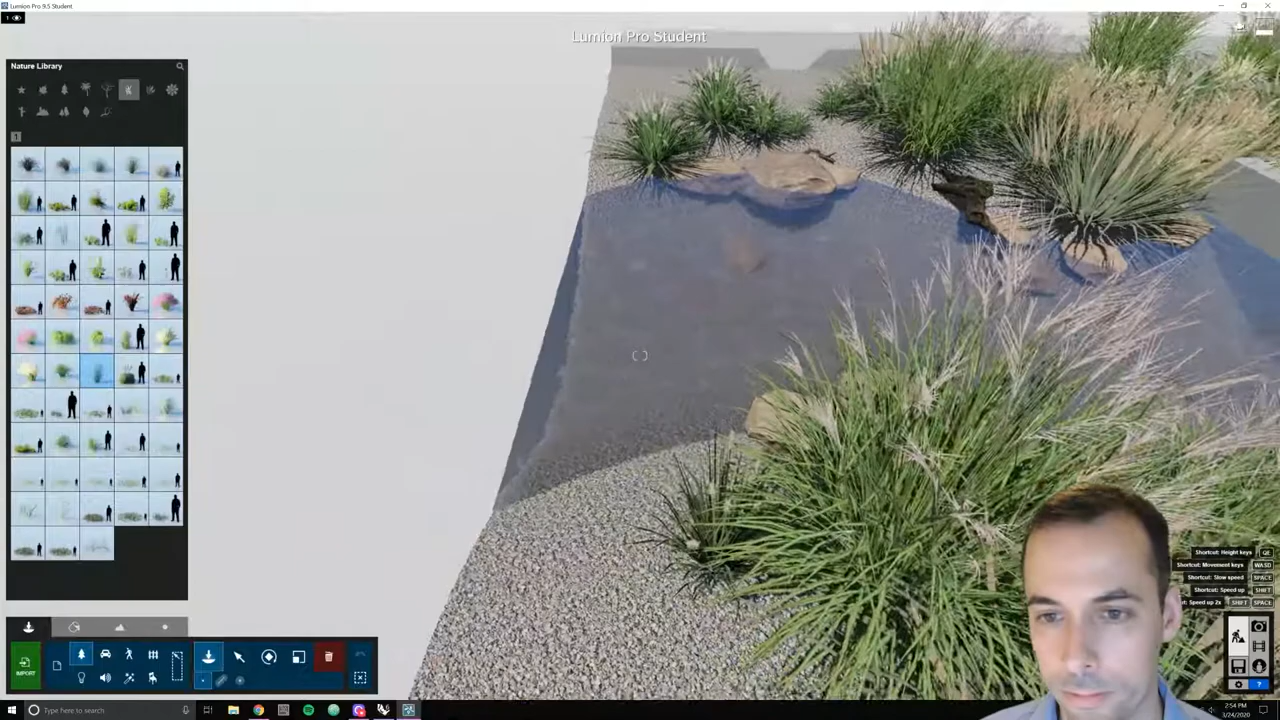 Lumion Pro 9.5 Student
1
Lumion Pro Student
Nature Library
1
Shortcut: Height keys QE
Shortcut: Movement keys WASD
Shortcut: Slow speed SPACE
Shortcut: Speed up SHIFT
Speed up 2x SHIFT SPACE
IMPORT
?
Type here to search
2:54 PM
3/24/2020